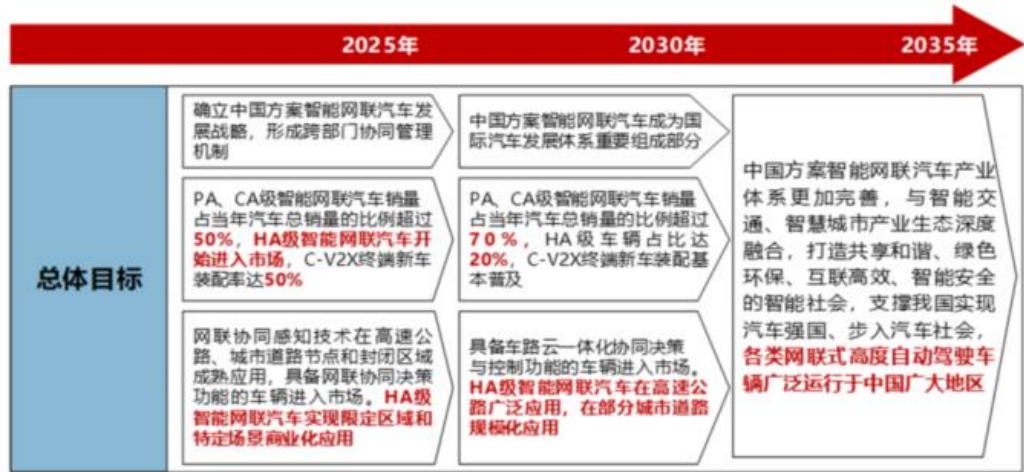 2025年
2030年
2035年
总体目标
确立中国方案智能网联汽车发
展战略，形成跨部门协同管理
机制
PA、CA级智能网联汽车销量
占当年汽车总销量的比例超过
50%，HA级智能网联汽车开
始进入市场，C-V2X终端新车
装配率达50%
网联协同感知技术在高速公
路、城市道路节点和封闭区域
成熟应用，具备网联协同决策
功能的车辆进入市场。HA级
智能网联汽车实现限定区域和
特定场景商业化应用
中国方案智能网联汽车成为国
际汽车发展体系重要组成部分
PA、CA级智能网联汽车销量
占当年汽车总销量的比例超过
70%，HA级车辆占比达
20%，C-V2X终端新车装配基
本普及
具备车路云一体化协同决策
与控制功能的车辆进入市场。
HA级智能网联汽车在高速公
路广泛应用，在部分城市道路
规模化应用
中国方案智能网联汽车产业
体系更加完善，与智能交
通、智慧城市产业生态深度
融合，打造共享和谐、绿色
环保、互联高效、智能安全
的智能社会，支撑我国实现
汽车强国、步入汽车社会，
各类网联式高度自动驾驶车
辆广泛运行于中国广大地区